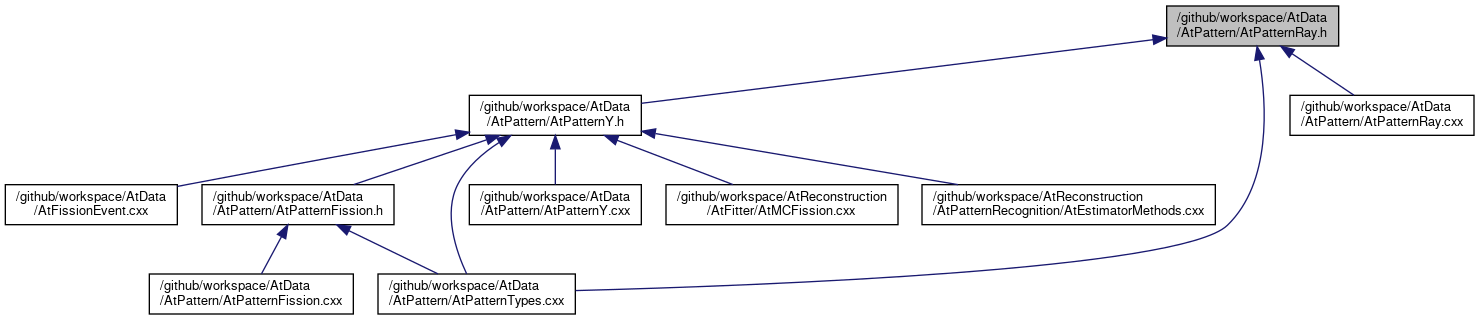 /github/workspace/AtData
/AtPattern/AtPatternRay.h
/github/workspace/AtData
/AtPattern/AtPatternY.h
/github/workspace/AtData
/AtPattern/AtPatternRay.cxx
/github/workspace/AtData
/AtFissionEvent.cxx
/github/workspace/AtData
/AtPattern/AtPatternFission.h
/github/workspace/AtData
/AtPattern/AtPatternY.cxx
/github/workspace/AtReconstruction
/AtFitter/AtMCFission.cxx
/github/workspace/AtReconstruction
/AtPatternRecognition/AtEstimatorMethods.cxx
/github/workspace/AtData
/AtPattern/AtPatternFission.cxx
/github/workspace/AtData
/AtPattern/AtPatternTypes.cxx